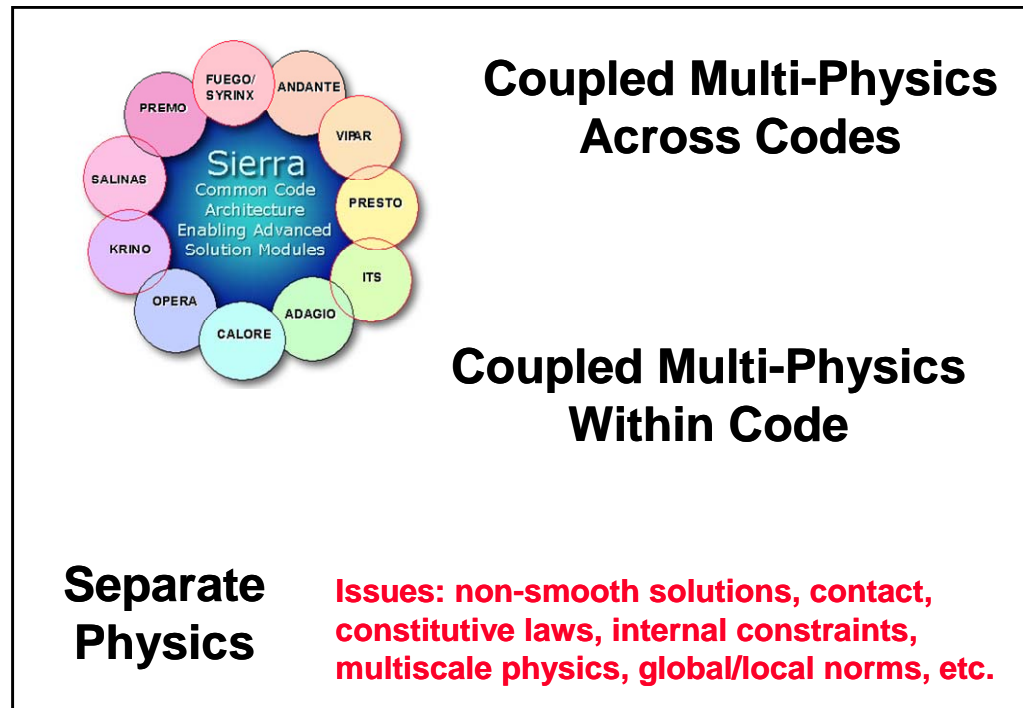 FUEGO/
SYRINX
ANDANTE
PREMO
VIPAR
SALINAS
PRESTO
KRINO
ITS
OPERA
ADAGIO
CALORE
Sierra
Common Code
Architecture
Enabling Advanced
Solution Modules
Coupled Multi-Physics
Across Codes
Coupled Multi-Physics
Within Code
Separate
Physics
Issues: non-smooth solutions, contact,
constitutive laws, internal constraints,
multiscale physics, global/local norms, etc.